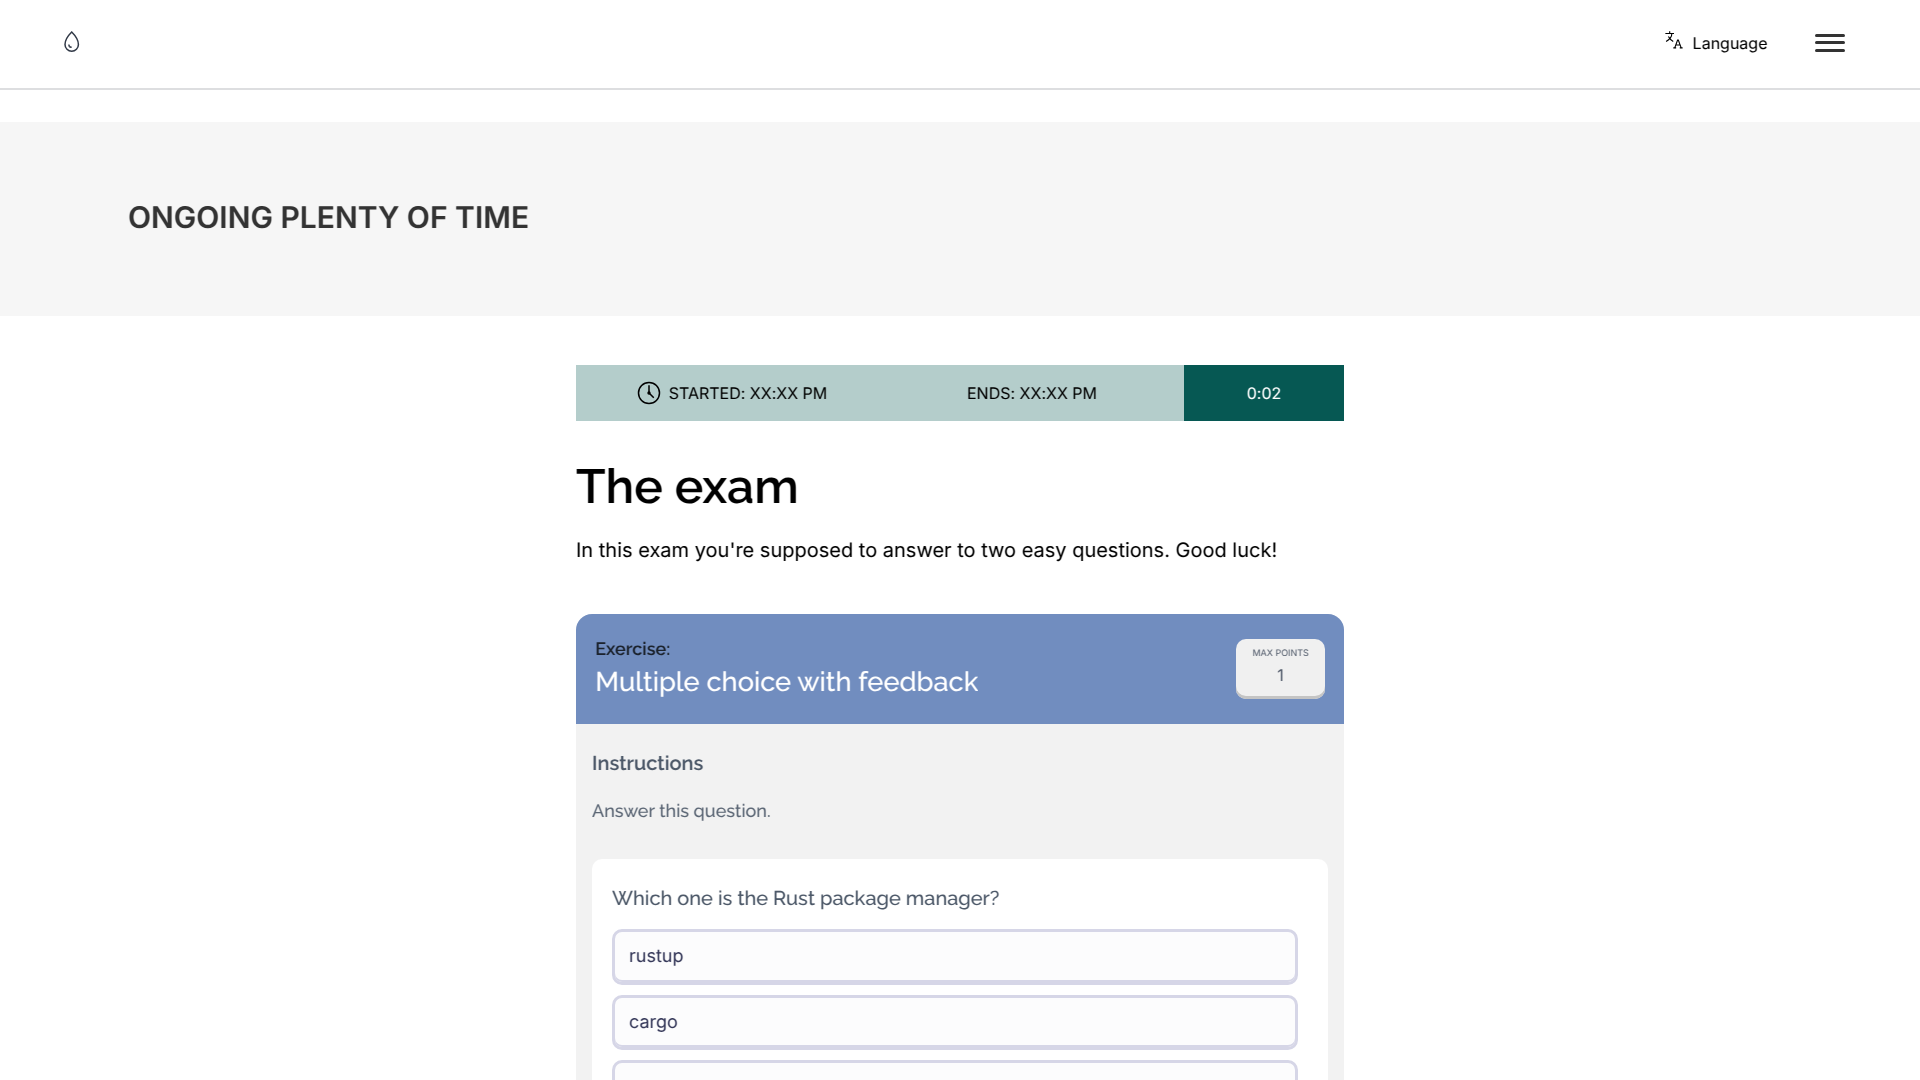 Language
ONGOING PLENTY OF TIME
STARTED: XX:XX PM
ENDS: XX:XX PM
0:02
The exam
In this exam you're supposed to answer to two easy questions. Good luck!
Exercise:
Multiple choice with feedback
MAX POINTS
1
Instructions
Answer this question.
Which one is the Rust package manager?
rustup
cargo